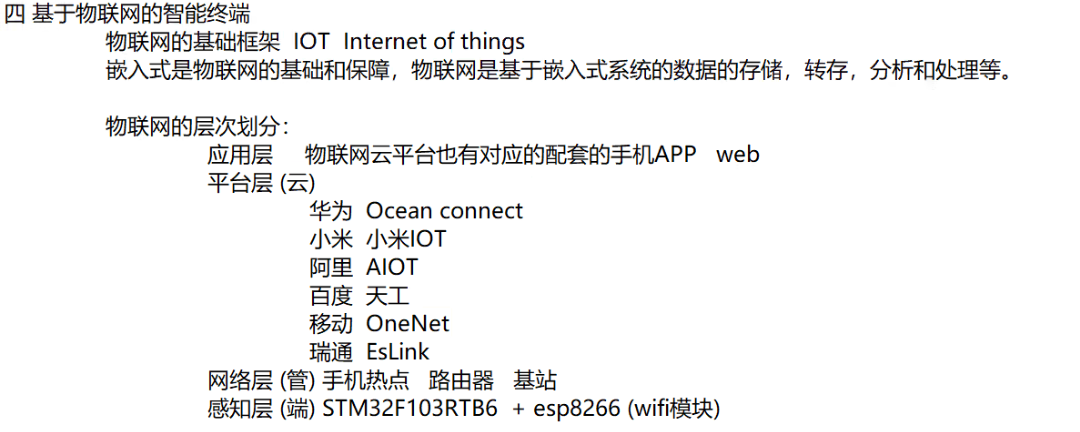 四 基于物联网的智能终端
物联网的基础框架 IOT Internet of things
嵌入式是物联网的基础和保障，物联网是基于嵌入式系统的数据的存储，转存，分析和处理等。
物联网的层次划分：
应用层 物联网云平台也有对应的配套的手机APP web
平台层 (云)
华为 Ocean connect
小米 小米IOT
阿里 AIOT
百度 天工
移动 OneNet
瑞通 EsLink
网络层 (管) 手机热点 路由器 基站
感知层 (端) STM32F103RTB6 + esp8266 (wifi模块)